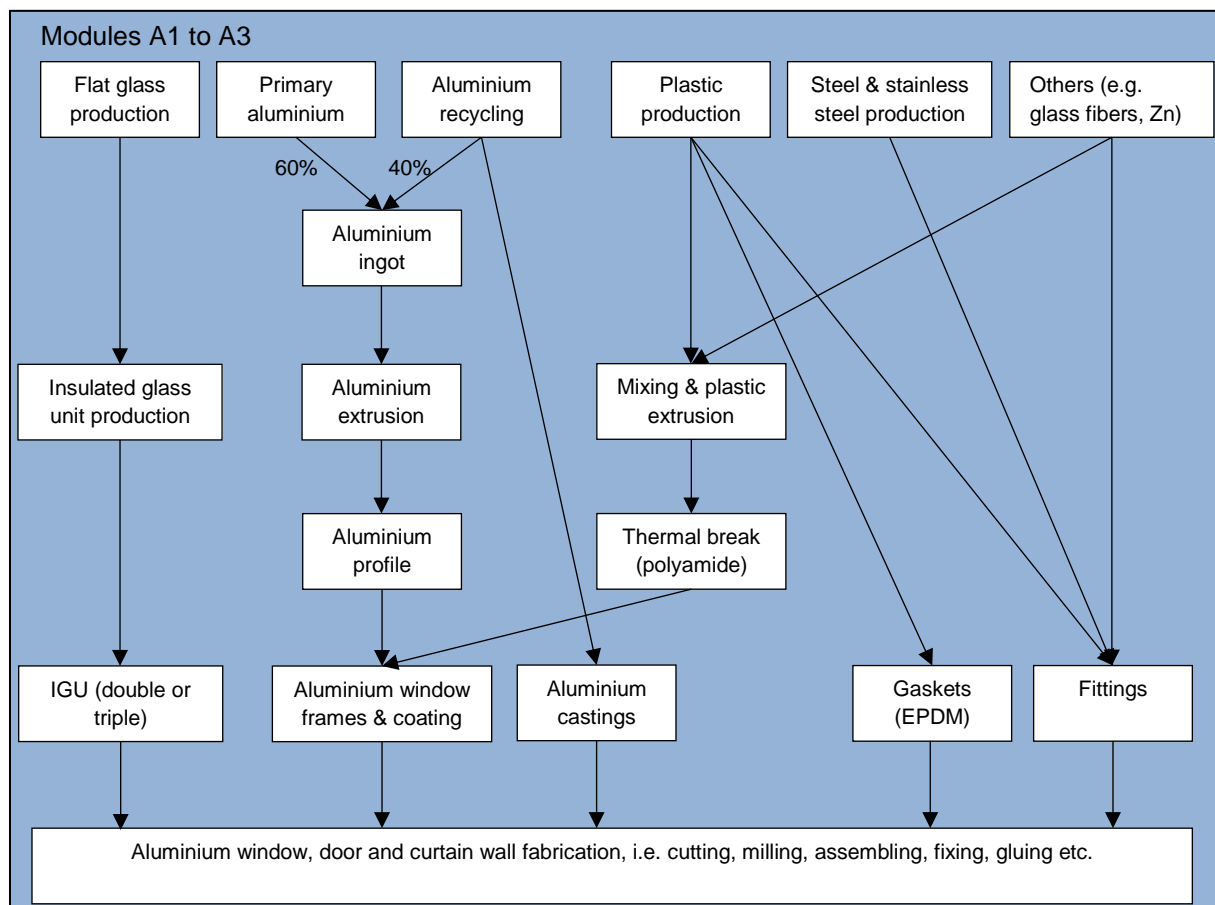 Modules A1 to A3
Flat glass
production
Primary
aluminium
Aluminium
recycling
Plastic
production
Steel & stainless
steel production
Others (e.g.
glass fibers, Zn)
60%
40%
Aluminium
ingot
Insulated glass
unit production
Aluminium
extrusion
Mixing & plastic
extrusion
Aluminium
profile
Thermal break
(polyamide)
IGU (double or
triple)
Aluminium window
frames & coating
Aluminium
castings
Gaskets
(EPDM)
Fittings
Aluminium window, door and curtain wall fabrication, i.e. cutting, milling, assembling, fixing, gluing etc.